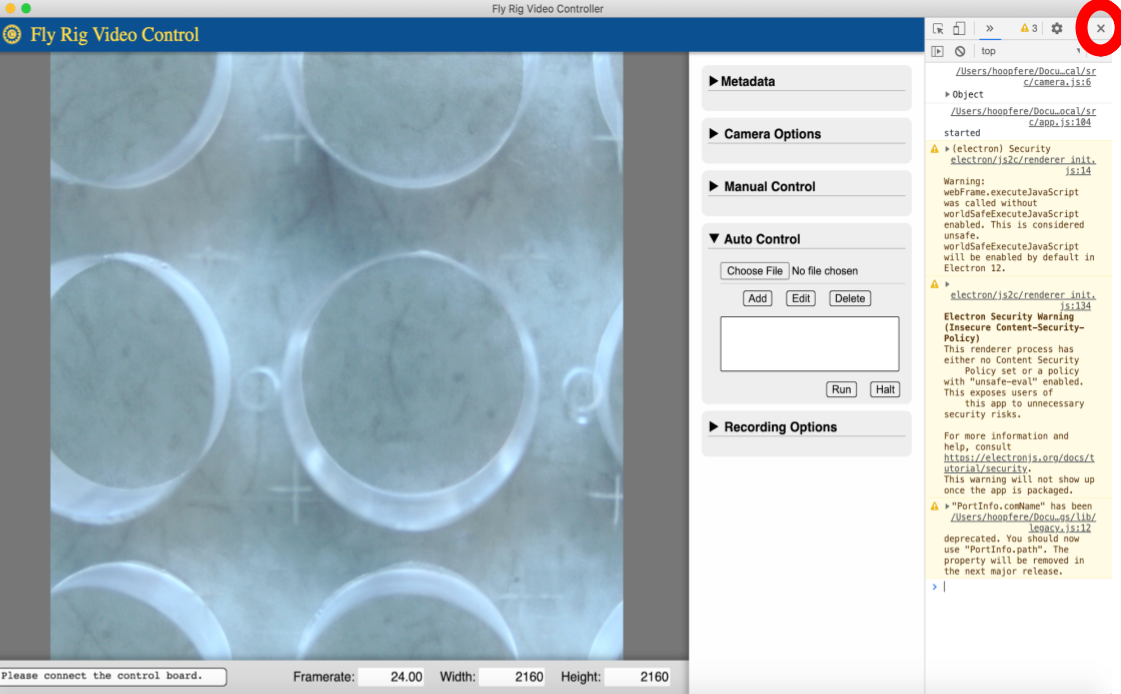 Fly Rig Video Controller
Fly Rig Video Control
▶ Metadata
▶ Camera Options
▶ Manual Control
▼ Auto Control
Choose File No file chosen
Add Edit Delete
Run Halt
▶ Recording Options
Please connect the control board.
Framerate: 24.00 Width: 2160 Height: 2160
» 3
top
/Users/hoopfere/Docu…cal/sr
c/camera.js:6
▶ Object
/Users/hoopfere/Docu…ocal/sr
c/app.js:104
started
▶ (electron) Security
electron/js2c/renderer init.
js:14
Warning:
webFrame.executeJavaScript
was called without
worldSafeExecuteJavaScript
enabled. This is considered
unsafe.
worldSafeExecuteJavaScript
will be enabled by default in
Electron 12.
▶
electron/js2c/renderer init.
js:134
Electron Security Warning
(Insecure Content-Security-
Policy)
This renderer process has
either no Content Security
Policy set or a policy
with "unsafe-eval" enabled.
This exposes users of
this app to unnecessary
security risks.
For more information and
help, consult
https://electronjs.org/docs/t
utorial/security.
This warning will not show up
once the app is packaged.
▶ "PortInfo.comName" has been
/Users/hoopfere/Docu…gs/lib/
legacy.js:12
deprecated. You should now
use "PortInfo.path". The
property will be removed in
the next major release.
>